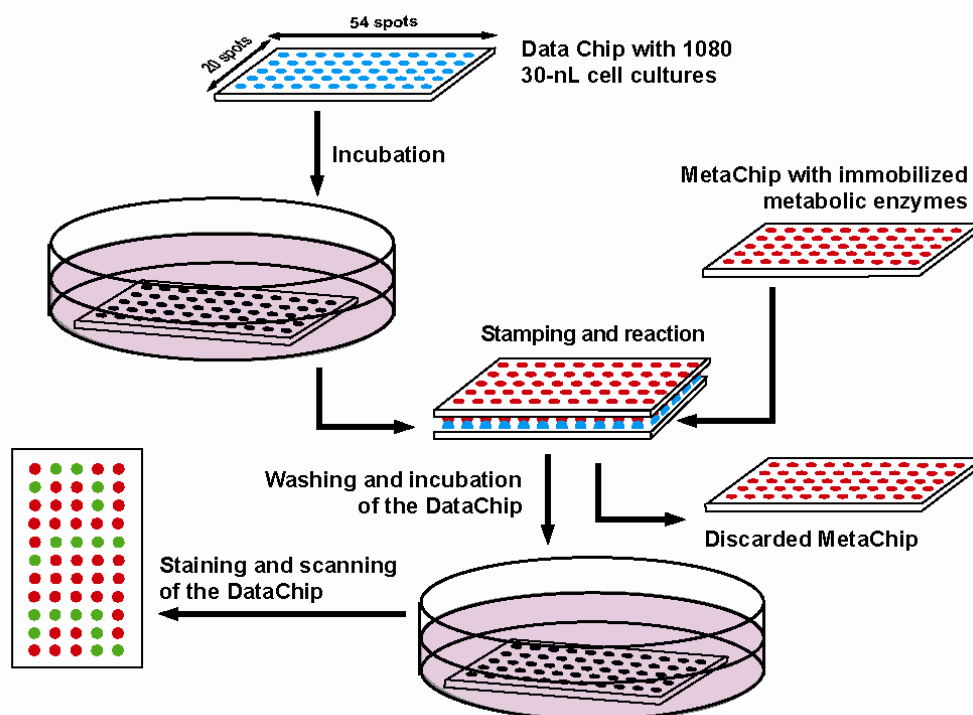 54 spots
20 spots
Data Chip with 1080
30-nL cell cultures
Incubation
MetaChip with immobilized
metabolic enzymes
Stamping and reaction
Washing and incubation
of the DataChip
Discarded MetaChip
Staining and scanning
of the DataChip